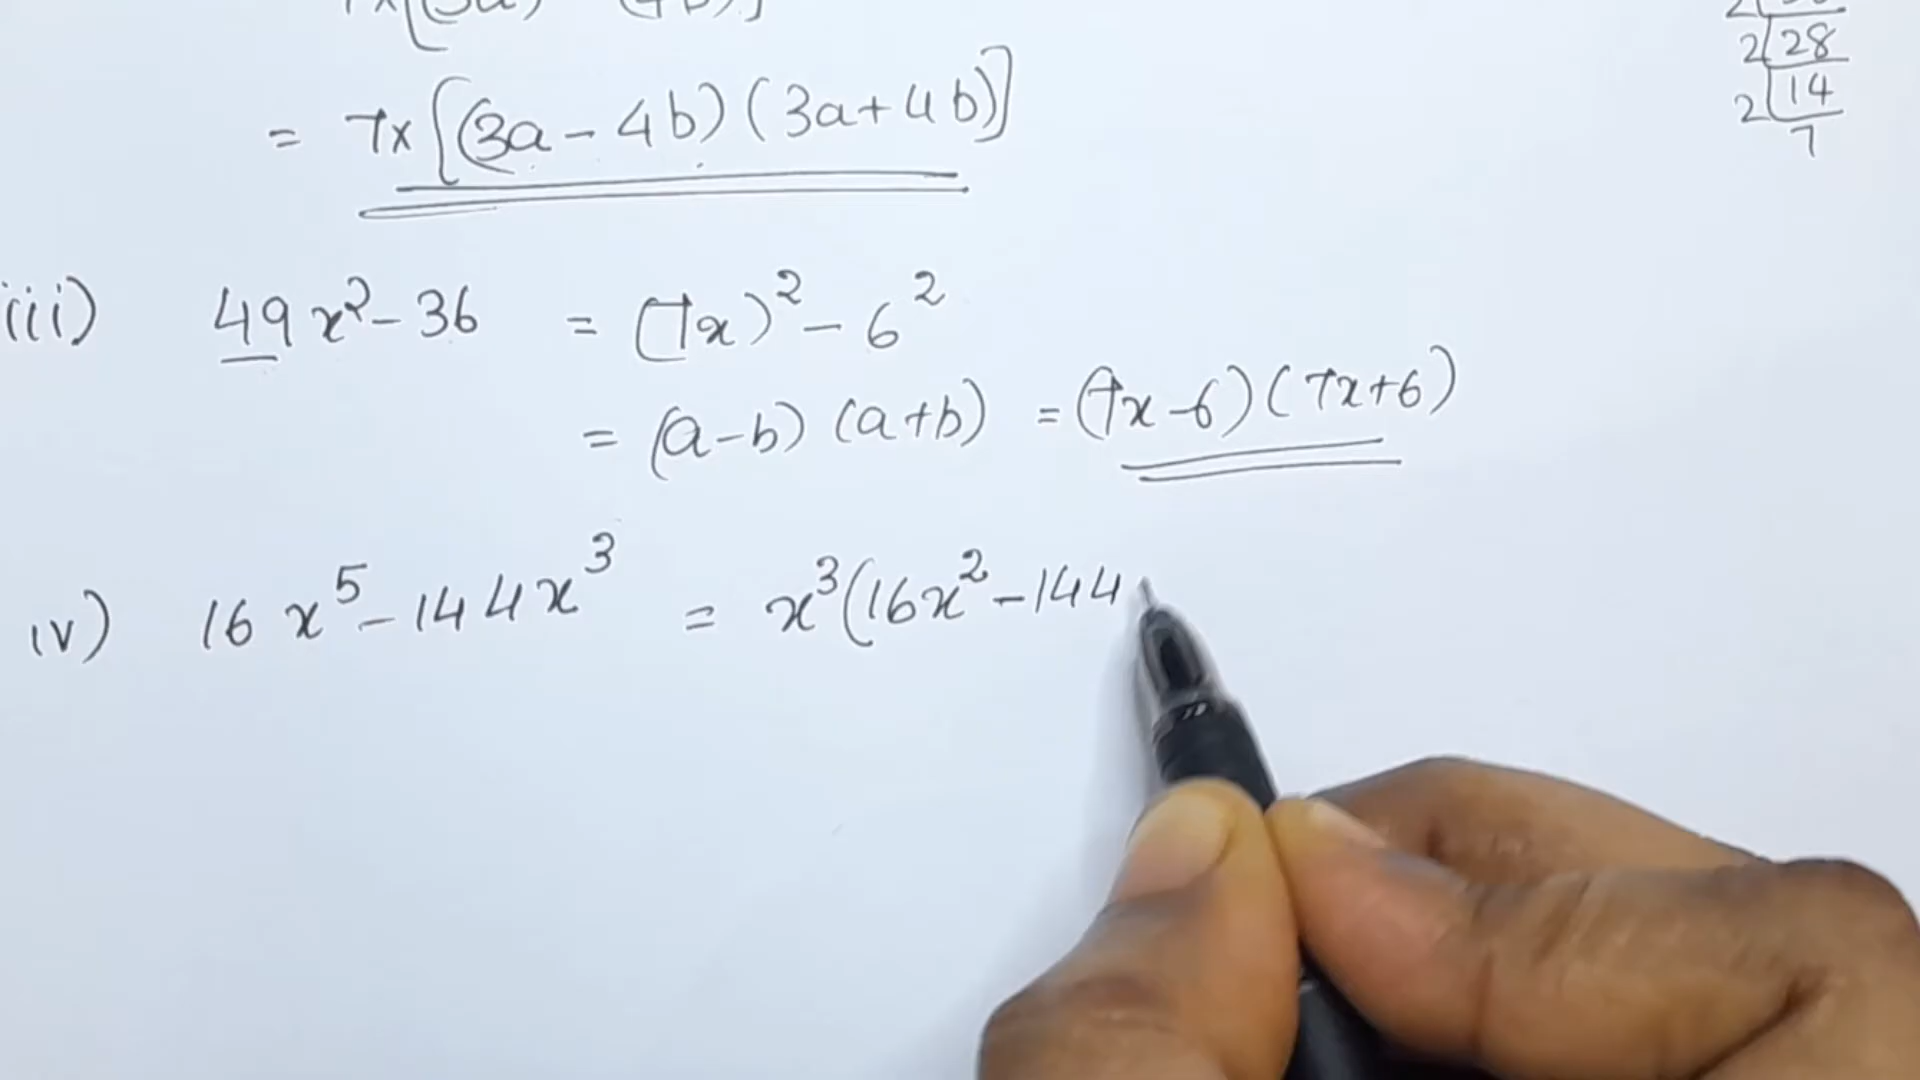 = 7x[(3a-4b)(3a+4b)]
2|28
2|14
7
iii) 49x²-36 = (7x)²-6²
= (a-b)(a+b) = (7x-6)(7x+6)
iv) 16x⁵-144x³ = x³(16x²-144